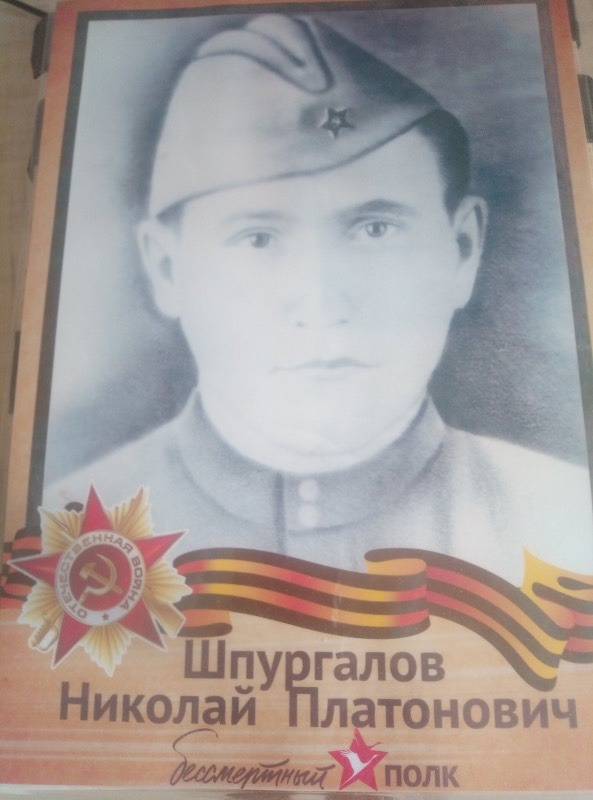 ОТЕЧЕСТВЕННАЯ ВОЙНА
Шпургалов
Николай Платонович
бессмертный ПОЛК